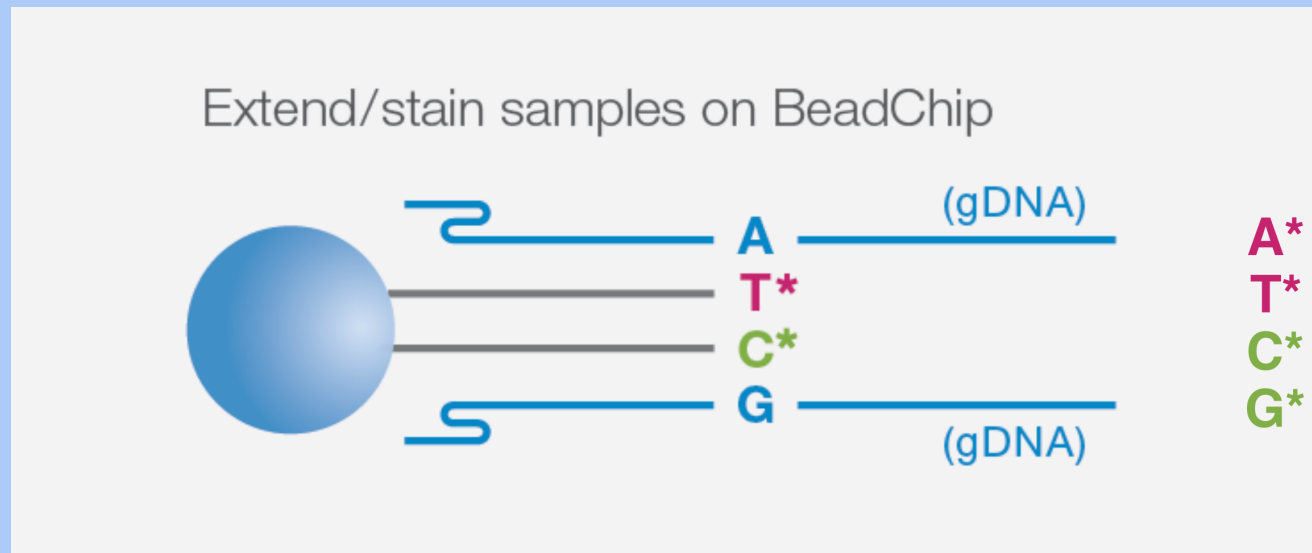 Extend/stain samples on BeadChip
(gDNA)
A A*
T* T*
C* C*
G G*
(gDNA)